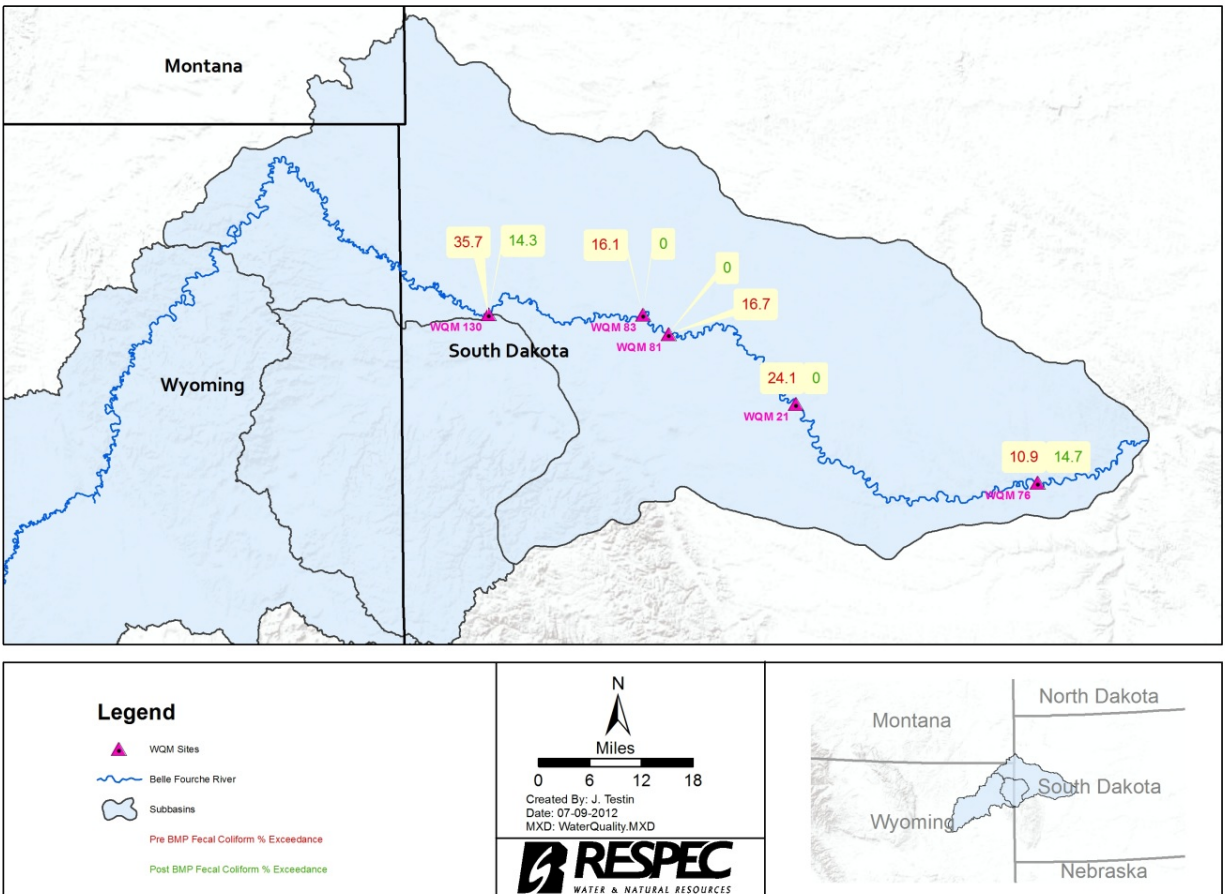 Montana
35.7
14.3
16.1
0
0
16.7
WQM 130
WQM 83
WQM 81
South Dakota
Wyoming
24.1
0
WQM 21
10.9
14.7
WQM 76
Legend
WQM Sites
Belle Fourche River
Subbasins
Pre BMP Fecal Coliform % Exceedance
Post BMP Fecal Coliform % Exceedance
N
Miles
0 6 12 18
Created By: J. Testin
Date: 07-09-2012
MXD: WaterQuality.MXD
RESPEC
WATER & NATURAL RESOURCES
North Dakota
Montana
South Dakota
Wyoming
Nebraska